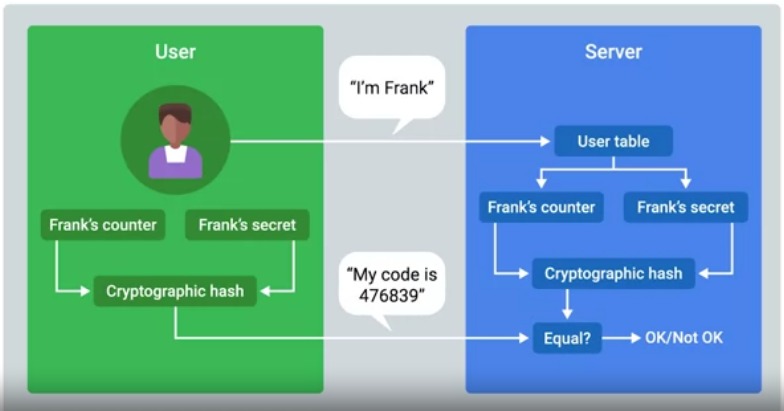 User
Server
“I’m Frank”
User table
Frank’s counter
Frank’s secret
Frank’s counter
Frank’s secret
Cryptographic hash
Cryptographic hash
“My code is
476839”
Equal?
OK/Not OK